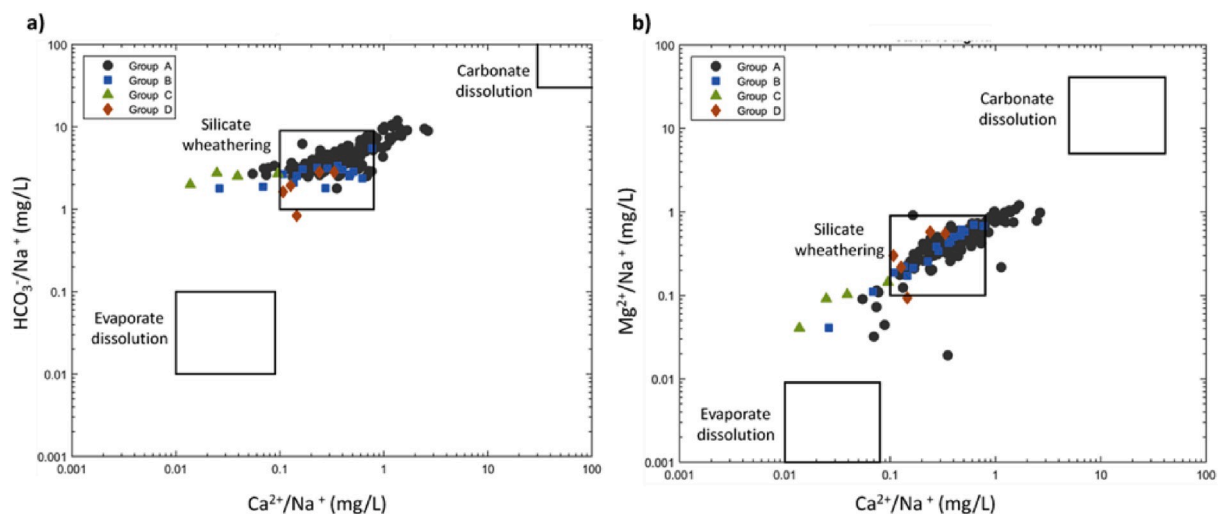 a)
100
10
1
0.1
0.01
0.001
HCO₃⁻/Na⁺ (mg/L)
Group A
Group B
Group C
Group D
Carbonate
dissolution
Silicate
wheathering
Evaporate
dissolution
0.001
0.01
0.1
1
10
100
Ca²⁺/Na⁺ (mg/L)
b)
100
10
1
0.1
0.01
0.001
Mg²⁺/Na⁺ (mg/L)
Group A
Group B
Group C
Group D
Carbonate
dissolution
Silicate
wheathering
Evaporate
dissolution
0.001
0.01
0.1
1
10
100
Ca²⁺/Na⁺ (mg/L)